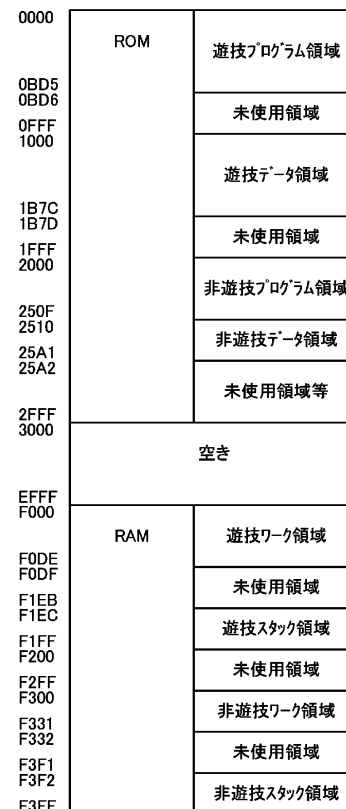 0000
ROM
遊技プログラム領域
0BD5
0BD6
未使用領域
0FFF
1000
遊技データ領域
1B7C
1B7D
未使用領域
1FFF
2000
非遊技プログラム領域
250F
2510
非遊技データ領域
25A1
25A2
未使用領域等
2FFF
3000
空き
EFFF
F000
RAM
遊技ワーク領域
F0DE
F0DF
未使用領域
F1EB
F1EC
遊技スタック領域
F1FF
F200
未使用領域
F2FF
F300
非遊技ワーク領域
F331
F332
未使用領域
F3F1
F3F2
非遊技スタック領域
F3FF